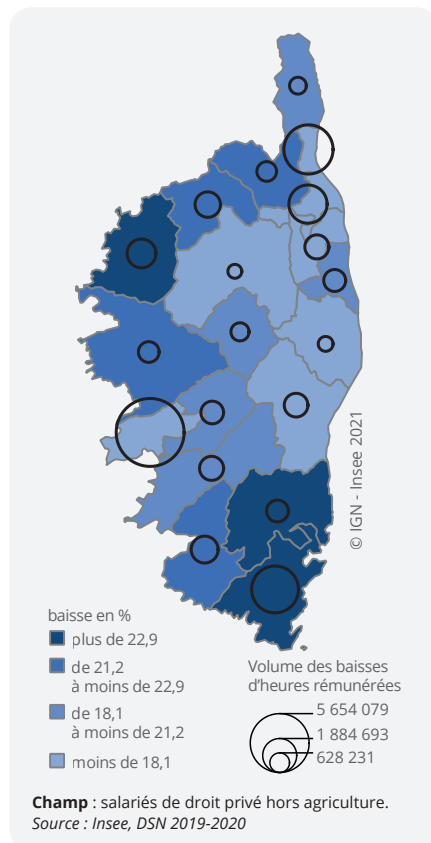 © IGN - Insee 2021
baisse en %
plus de 22,9
de 21,2
à moins de 22,9
de 18,1
à moins de 21,2
moins de 18,1
Volume des baisses
d’heures rémunérées
5 654 079
1 884 693
628 231
Champ : salariés de droit privé hors agriculture.
Source : Insee, DSN 2019-2020